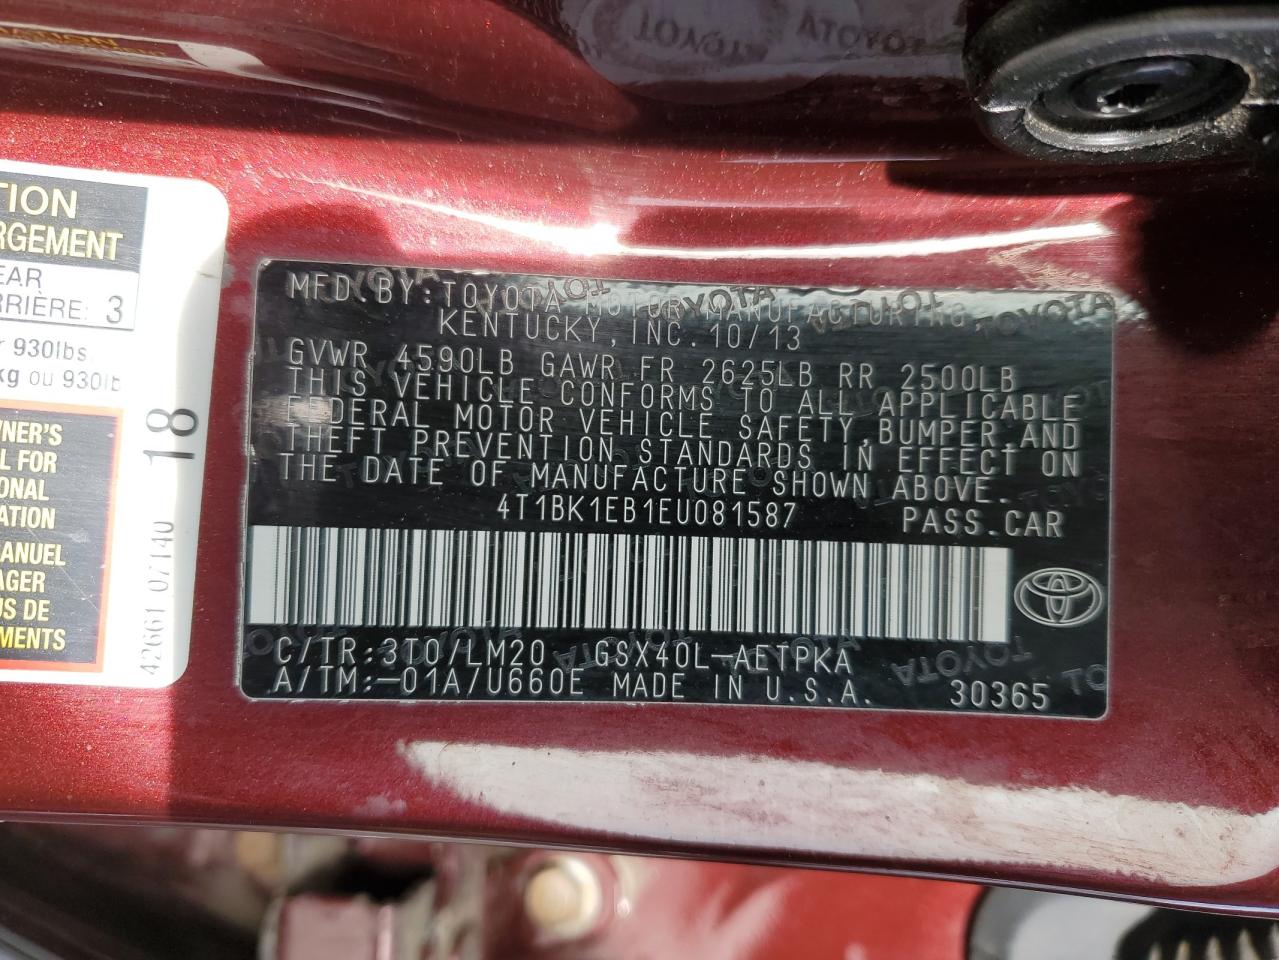 TION
RGEMENT
EAR
ARRIÈRE: 3
930lbs
kg ou 930lb
WNER'S
L FOR
ONAL
ATION
MANUEL
AGER
US DE
MENTS
42661 07140 18
MFD. BY: TOYOTA MOTOR MANUFACTURING,
KENTUCKY, INC. 10/13
GVWR 4590LB GAWR FR 2625LB RR 2500LB
THIS VEHICLE CONFORMS TO ALL APPLICABLE
FEDERAL MOTOR VEHICLE SAFETY, BUMPER, AND
THEFT PREVENTION STANDARDS IN EFFECT ON
THE DATE OF MANUFACTURE SHOWN ABOVE.
4T1BK1EB1EU081587 PASS. CAR
C/TR: 3T0/LM20 GSX40L-AETPKA
A/TM: -01A/U660E MADE IN U.S.A. 30365